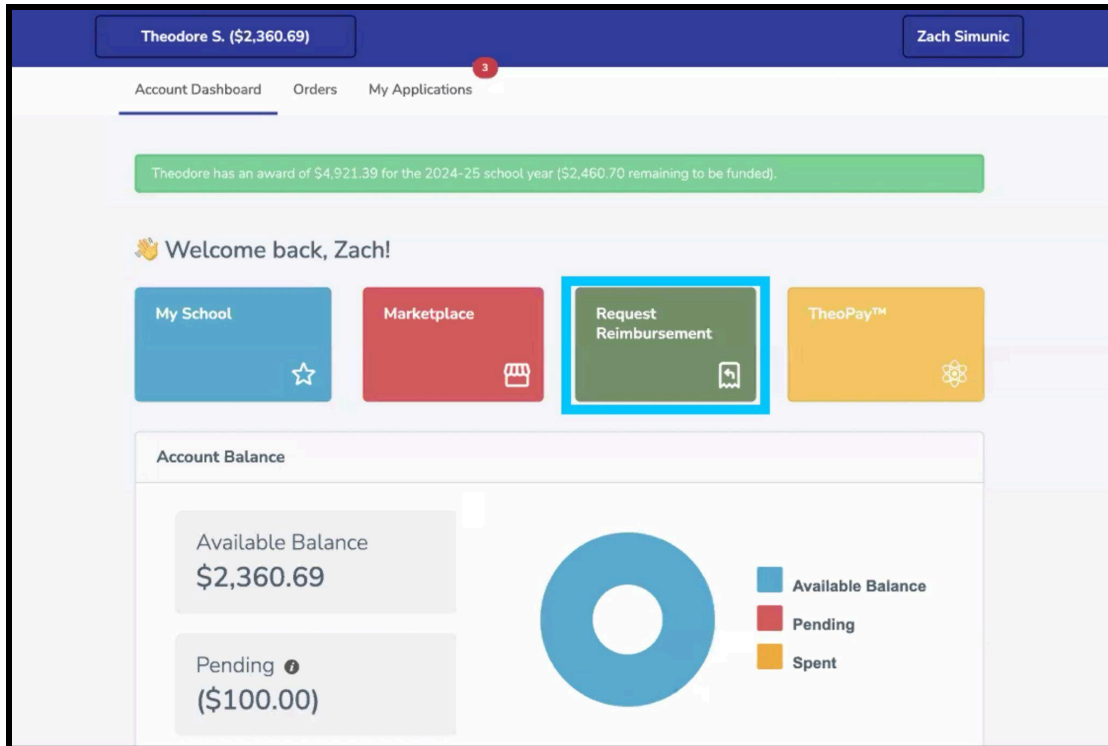 Theodore S. ($2,360.69)
Zach Simunic
3
Account Dashboard Orders My Applications
Theodore has an award of $4,921.39 for the 2024-25 school year ($2,460.70 remaining to be funded).
👋 Welcome back, Zach!
My School
Marketplace
Request
Reimbursement
TheoPay™
Account Balance
Available Balance
$2,360.69
Pending
($100.00)
Available Balance
Pending
Spent